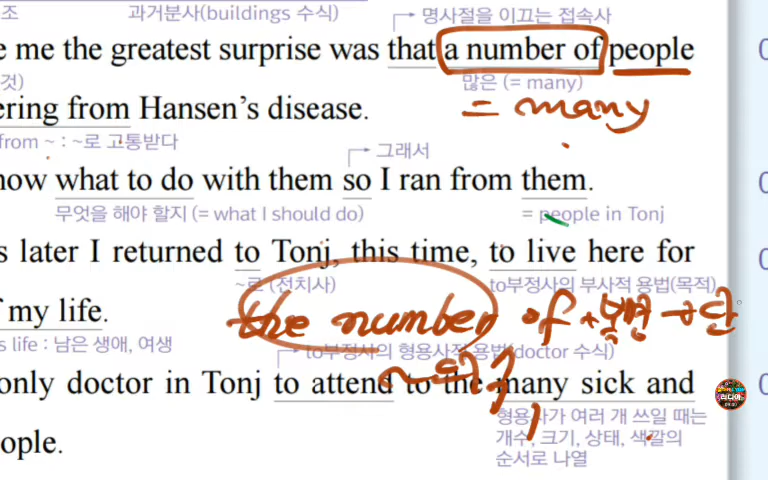 조 과거분사(buildings 수식) 명사절을 이끄는 접속사
e me the greatest surprise was that a number of people
것) 많은 (= many)
= many
ering from Hansen's disease.
from ~ : ~로 고통받다
그래서
now what to do with them so I ran from them.
무엇을 해야 할지 (= what I should do) = people in Tonj
s later I returned to Tonj, this time, to live here for
~로 (전치사) to부정사의 부사적 용법(목적)
the number of +복명 →단
f my life.
s life : 남은 생애, 여생 to부정사의 형용사적 용법(doctor 수식)
only doctor in Tonj to attend to the many sick and
형용사가 여러 개 쓰일 때는
개수, 크기, 상태, 색깔의
ople.
순서로 나열